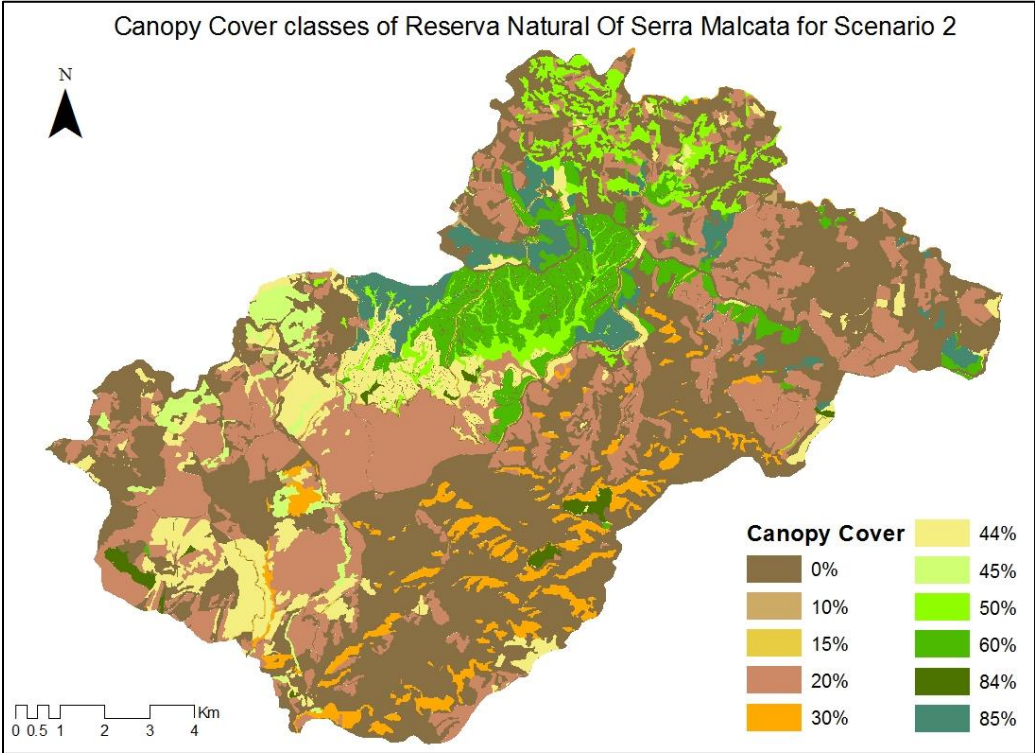 Canopy Cover classes of Reserva Natural Of Serra Malcata for Scenario 2
N
Canopy Cover
0%
10%
15%
20%
30%
44%
45%
50%
60%
84%
85%
Km
0 0.5 1 2 3 4